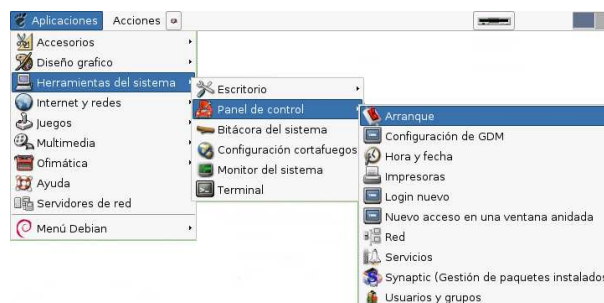 Aplicaciones Acciones
Accesorios
Diseño grafico
Herramientas del sistema
Internet y redes
Juegos
Multimedia
Ofimática
Ayuda
Servidores de red
Menú Debian
Escritorio
Panel de control
Bitácora del sistema
Configuración cortafuegos
Monitor del sistema
Terminal
Arranque
Configuración de GDM
Hora y fecha
Impresoras
Login nuevo
Nuevo acceso en una ventana anidada
Red
Servicios
Synaptic (Gestión de paquetes instalados
Usuarios y grupos